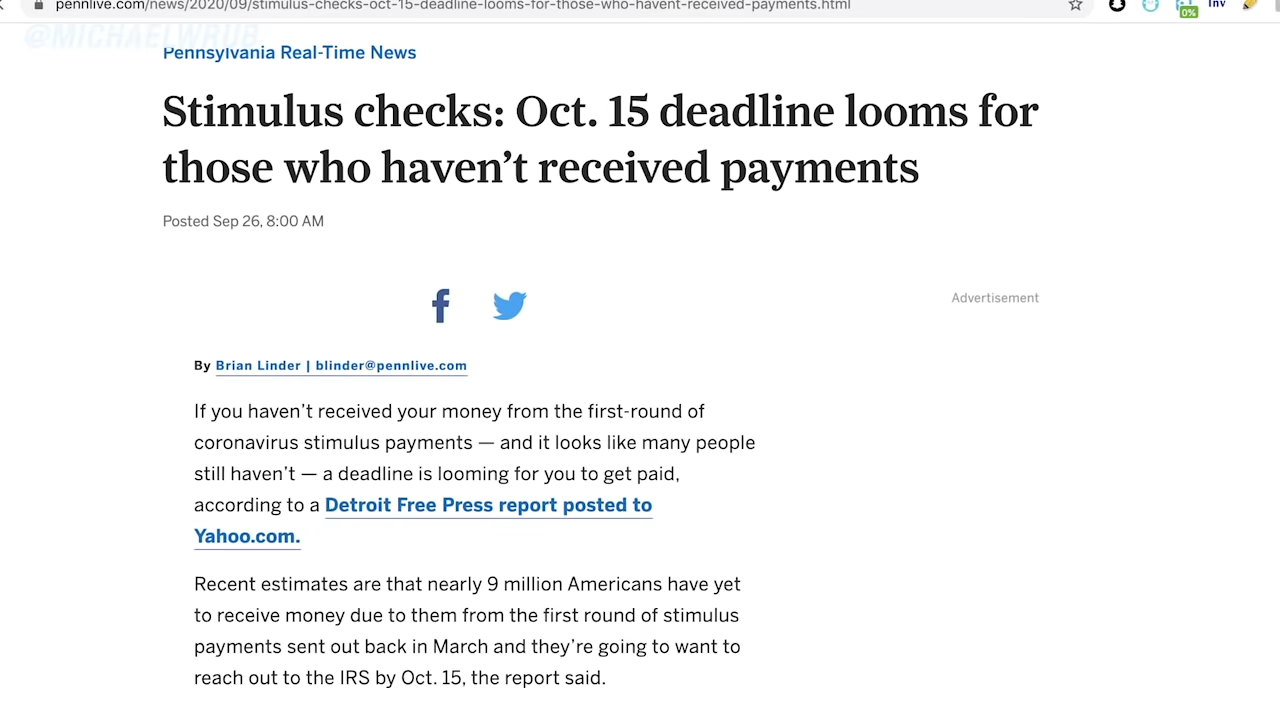 pennlive.com/news/2020/09/stimulus-checks-oct-15-deadline-looms-for-those-who-havent-received-payments.html
0%
Inv
@MICHAELWRUB
Pennsylvania Real-Time News
Stimulus checks: Oct. 15 deadline looms for
those who haven’t received payments
Posted Sep 26, 8:00 AM
Advertisement
By Brian Linder | blinder@pennlive.com
If you haven’t received your money from the first-round of
coronavirus stimulus payments — and it looks like many people
still haven’t — a deadline is looming for you to get paid,
according to a Detroit Free Press report posted to
Yahoo.com.
Recent estimates are that nearly 9 million Americans have yet
to receive money due to them from the first round of stimulus
payments sent out back in March and they’re going to want to
reach out to the IRS by Oct. 15, the report said.